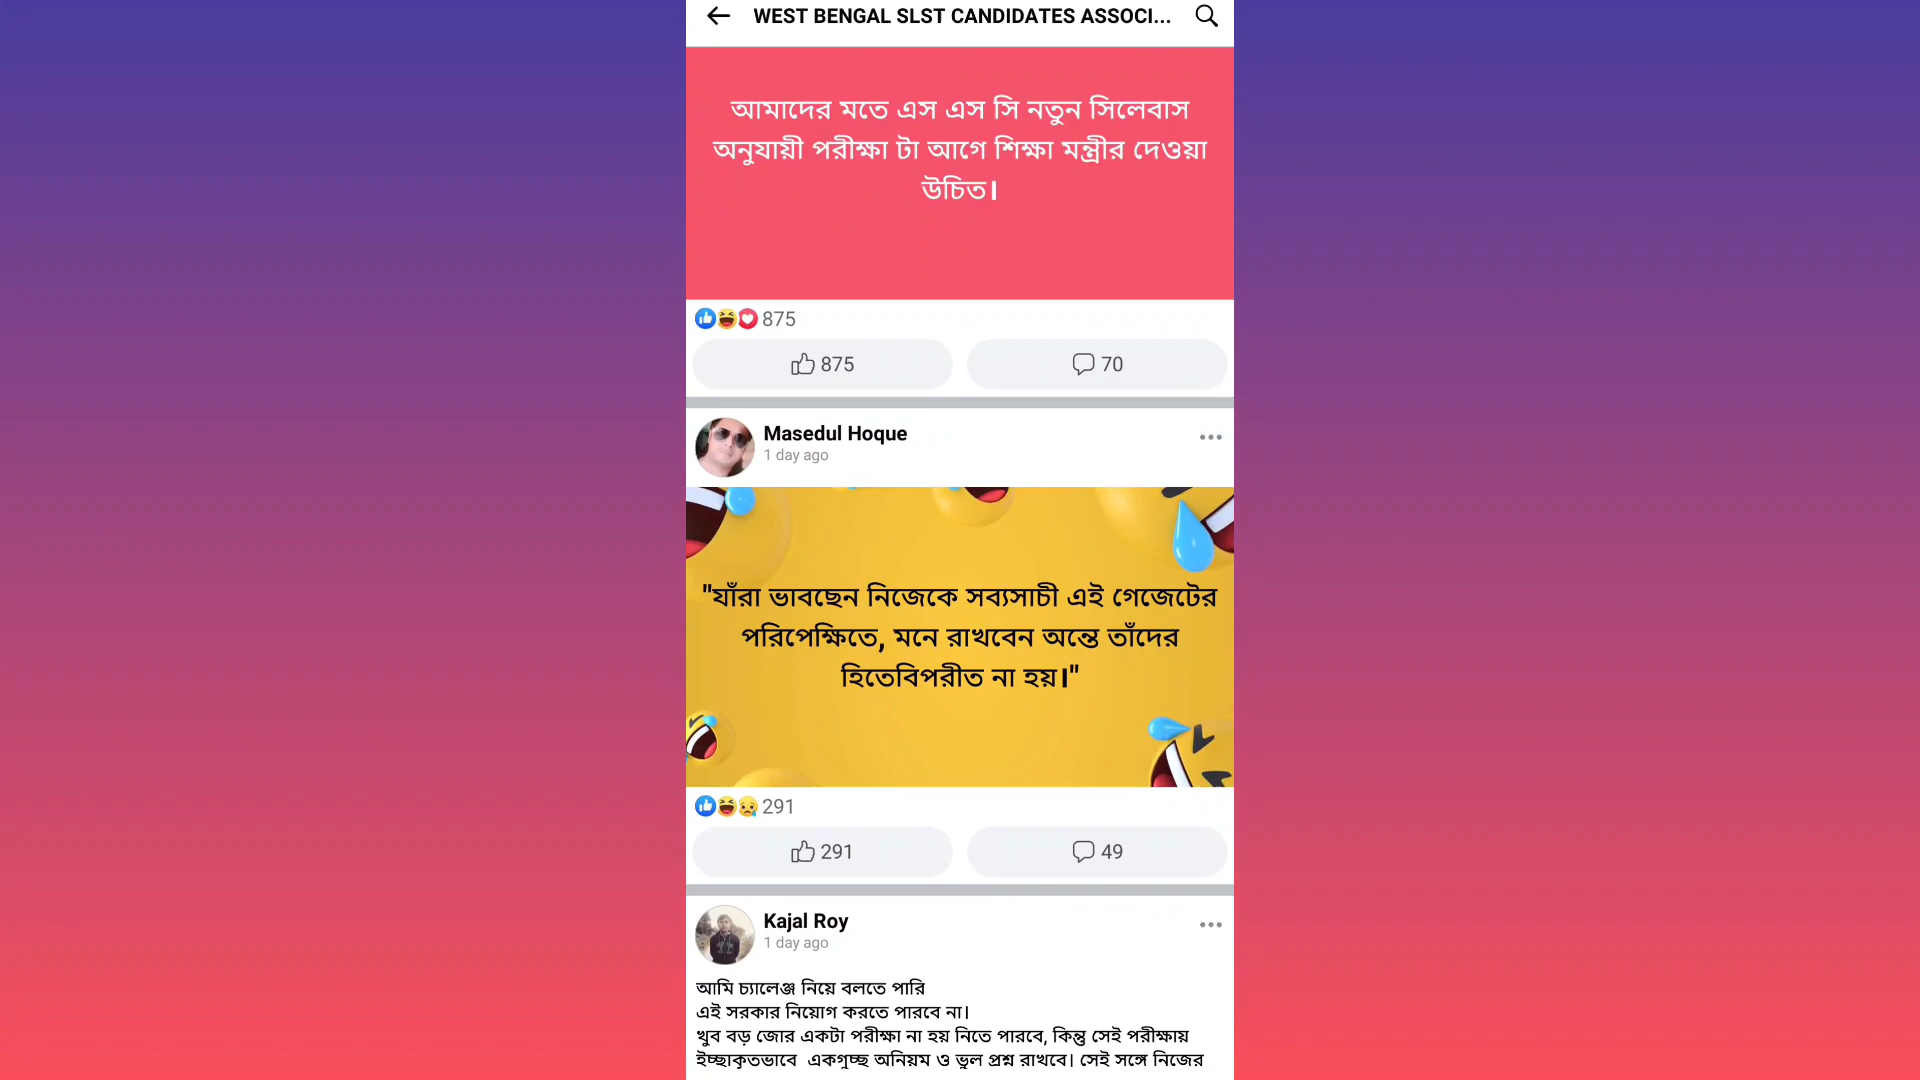 WEST BENGAL SLST CANDIDATES ASSOCI...
আমাদের মতে এস এস সি নতুন সিলেবাস
অনুযায়ী পরীক্ষা টা আগে শিক্ষা মন্ত্রীর দেওয়া
উচিত।
875
875
70
Masedul Hoque
1 day ago
"যাঁরা ভাবছেন নিজেকে সব্যসাচী এই গেজেটের
পরিপেক্ষিতে, মনে রাখবেন অন্তে তাঁদের
হিতেবিপরীত না হয়।"
291
291
49
Kajal Roy
1 day ago
আমি চ্যালেঞ্জ নিয়ে বলতে পারি
এই সরকার নিয়োগ করতে পারবে না।
খুব বড় জোর একটা পরীক্ষা না হয় নিতে পারবে, কিন্তু সেই পরীক্ষায়
ইচ্ছাকৃতভাবে একগুচ্ছ অনিয়ম ও ভুল প্রশ্ন রাখবে। সেই সঙ্গে নিজের